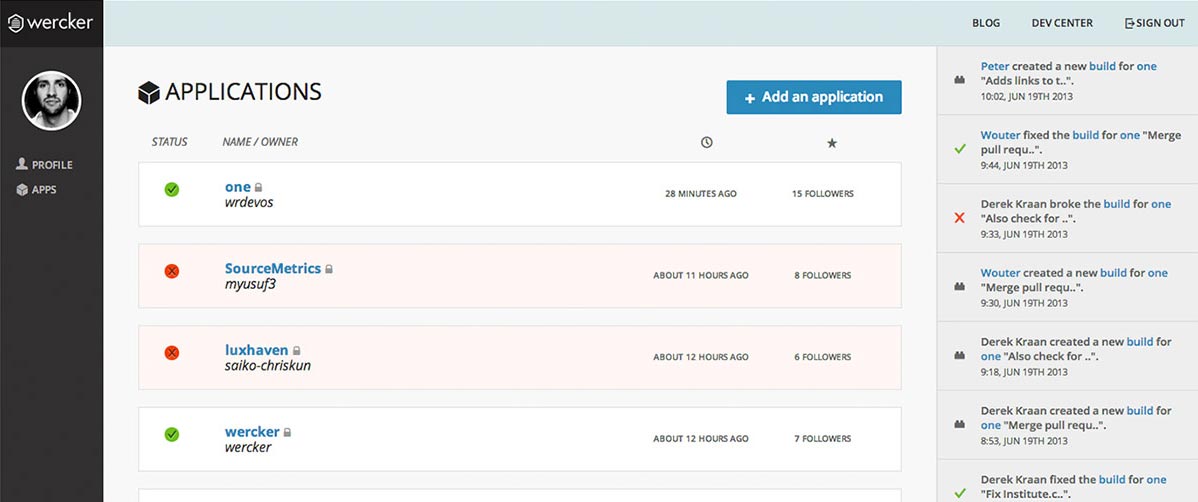 wercker
BLOG DEV CENTER SIGN OUT
PROFILE
APPS
APPLICATIONS
+ Add an application
STATUS NAME / OWNER
one
wrdevos
28 MINUTES AGO 15 FOLLOWERS
SourceMetrics
myusuf3
ABOUT 11 HOURS AGO 8 FOLLOWERS
luxhaven
saiko-chriskun
ABOUT 12 HOURS AGO 6 FOLLOWERS
wercker
wercker
ABOUT 12 HOURS AGO 7 FOLLOWERS
Peter created a new build for one
"Adds links to t..".
10:02, JUN 19TH 2013
Wouter fixed the build for one "Merge
pull requ..".
9:44, JUN 19TH 2013
Derek Kraan broke the build for one
"Also check for ..".
9:33, JUN 19TH 2013
Wouter created a new build for one
"Merge pull requ..".
9:30, JUN 19TH 2013
Derek Kraan created a new build for
one "Also check for ..".
9:18, JUN 19TH 2013
Derek Kraan created a new build for
one "Merge pull requ..".
8:53, JUN 19TH 2013
Derek Kraan fixed the build for one
"Fix Institute.c..".